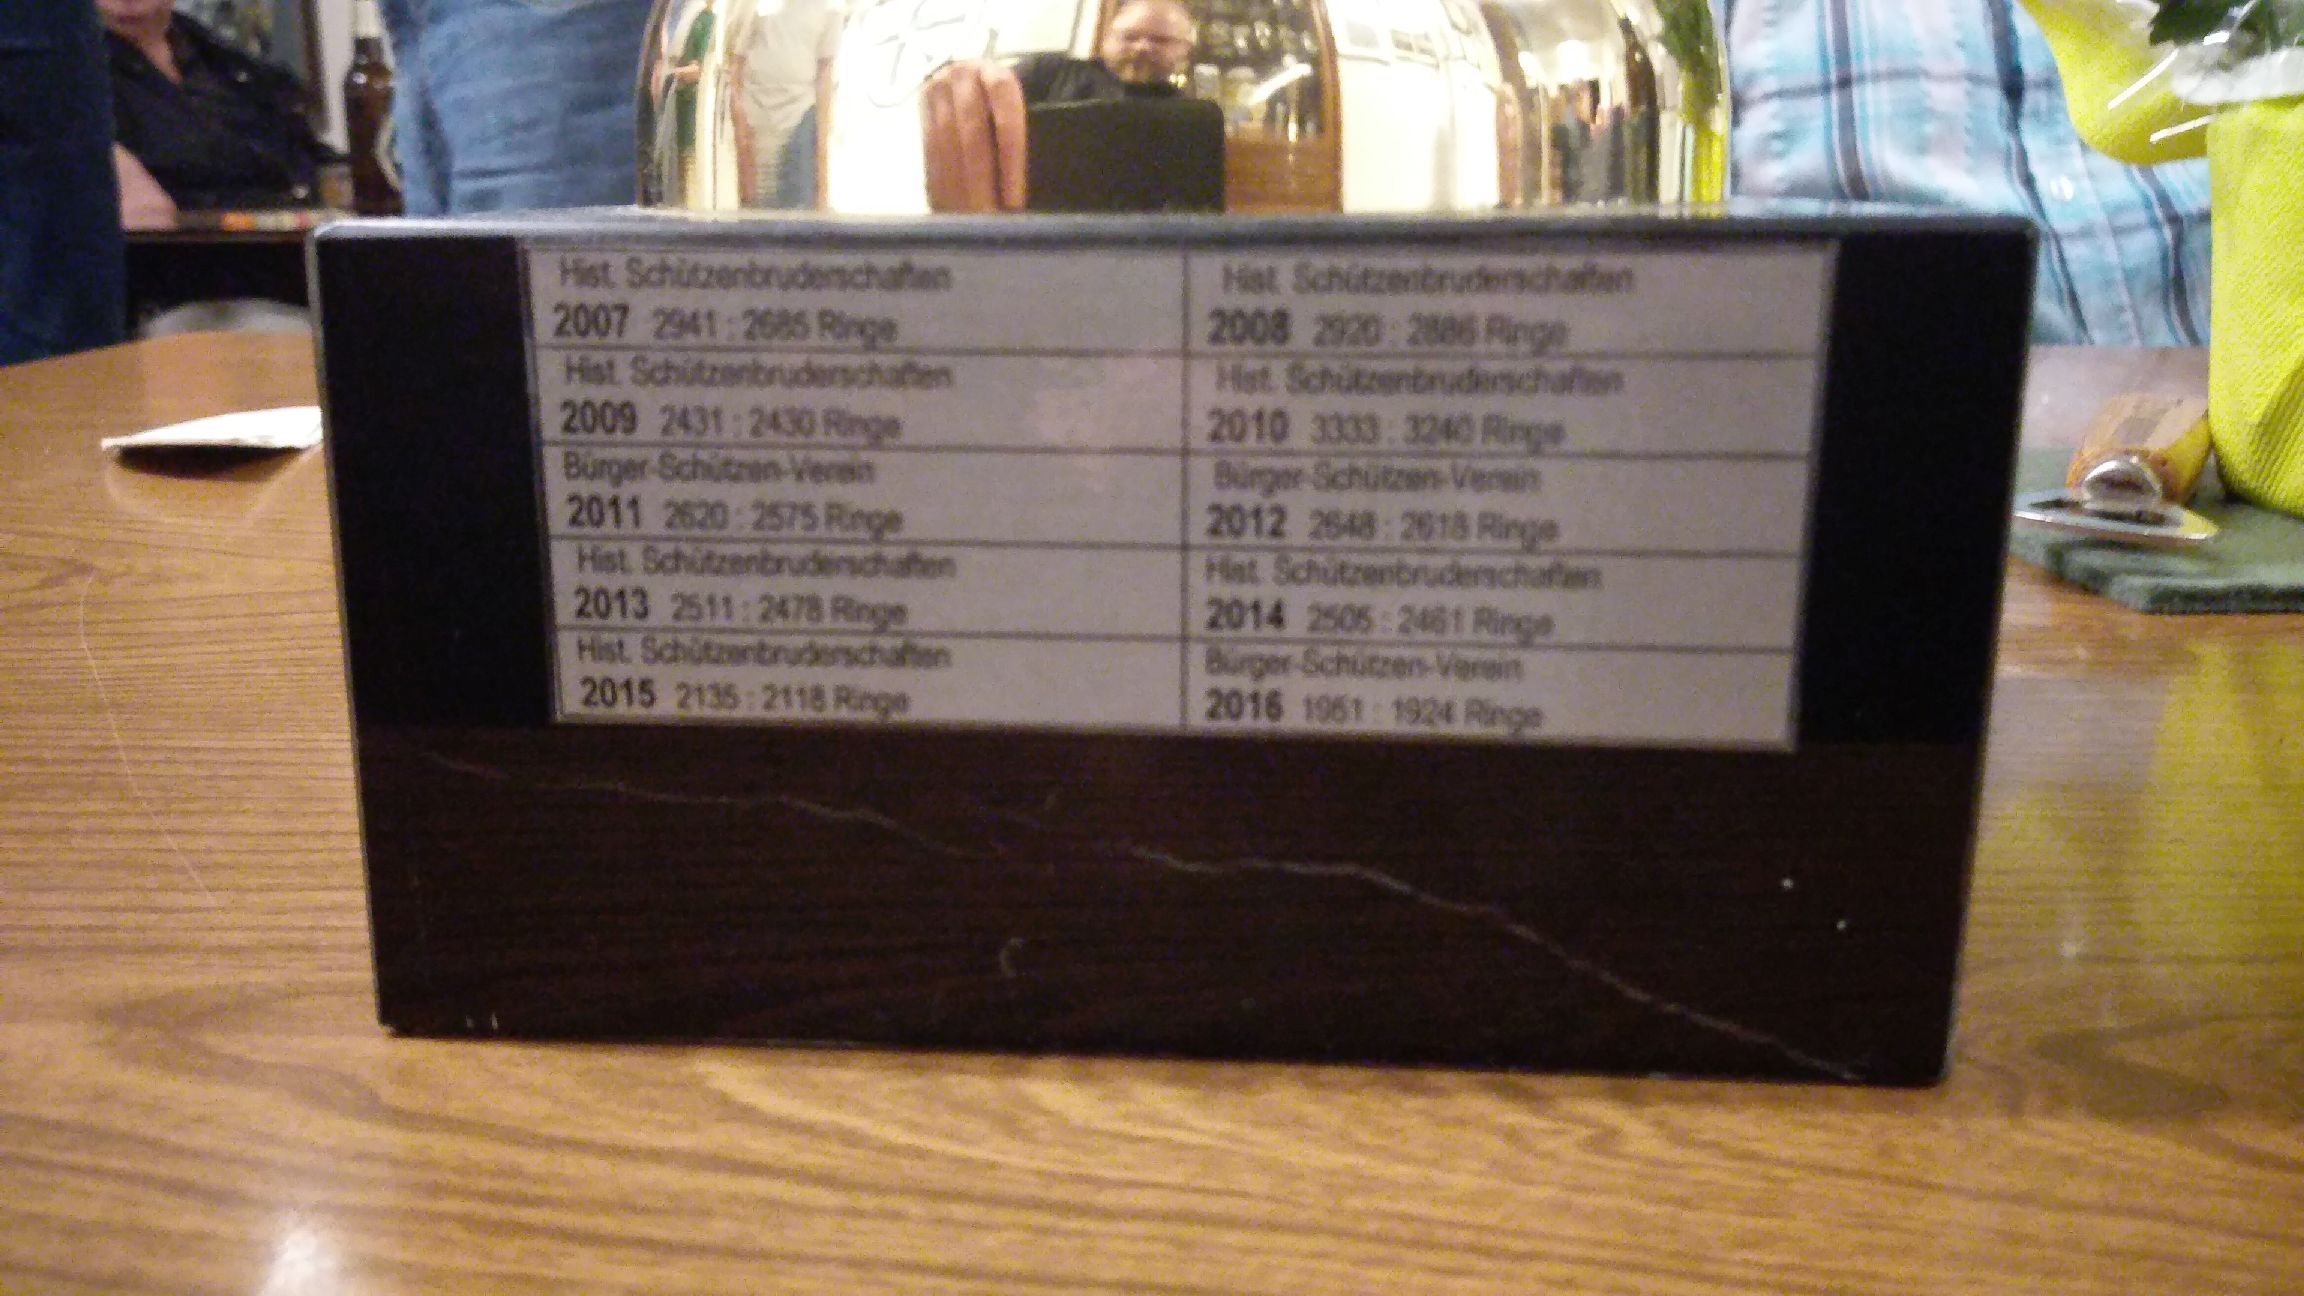 Hist. Schützenbruderschaften
2007 2941 : 2685 Ringe
Hist. Schützenbruderschaften
2008 2920 : 2886 Ringe
Hist. Schützenbruderschaften
2009 2431 : 2430 Ringe
Hist. Schützenbruderschaften
2010 3333 : 3240 Ringe
Bürger-Schützen-Verein
2011 2620 : 2575 Ringe
Bürger-Schützen-Verein
2012 2648 : 2618 Ringe
Hist. Schützenbruderschaften
2013 2511 : 2478 Ringe
Hist. Schützenbruderschaften
2014 2505 : 2461 Ringe
Hist. Schützenbruderschaften
2015 2135 : 2118 Ringe
Bürger-Schützen-Verein
2016 1951 : 1924 Ringe